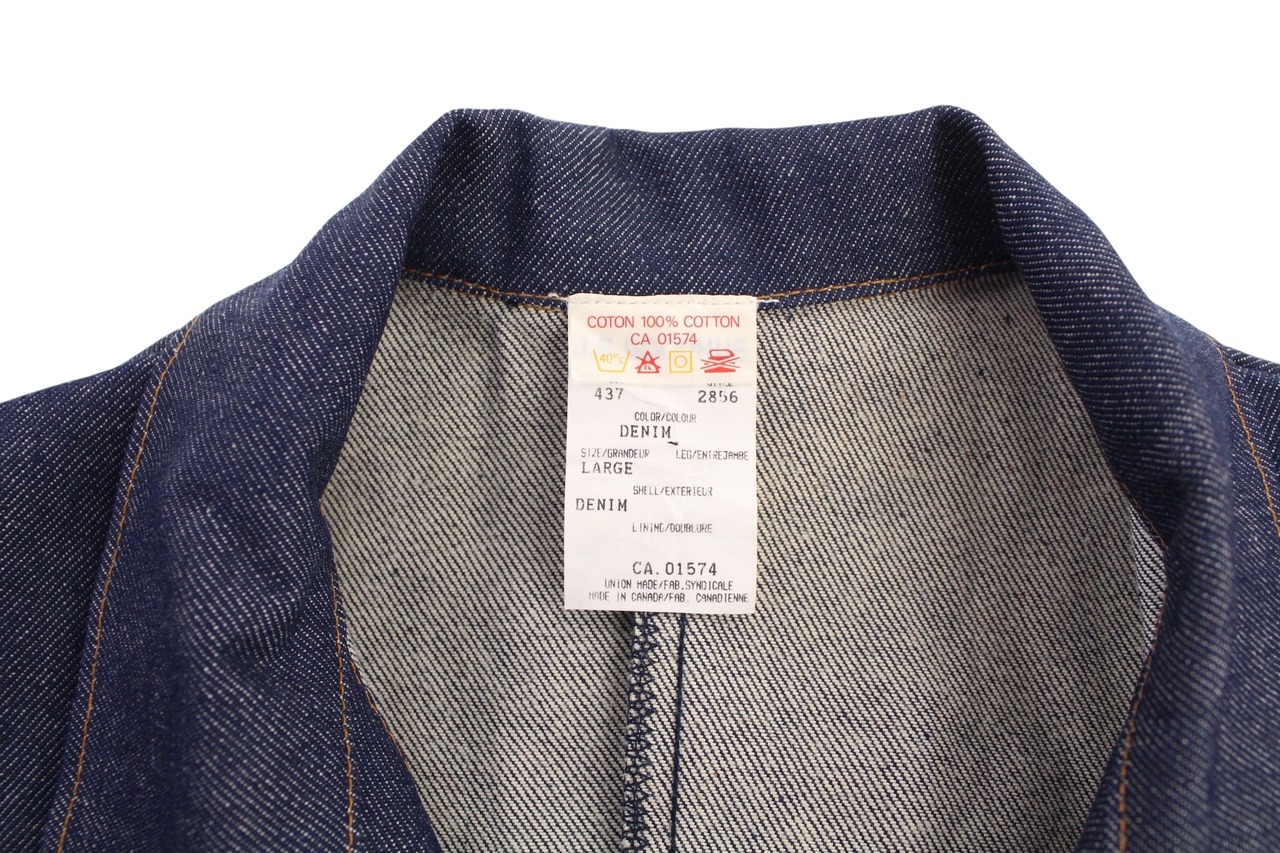 COTON 100% COTTON
CA 01574
40°C
437 2856
COLOR/COLOUR
DENIM
SIZE/GRANDEUR LEG/ENTREJAMBE
LARGE
SHELL/EXTERIEUR
DENIM
LINING/DOUBLURE
CA. 01574
UNION MADE/FAB.SYNDICALE
MADE IN CANADA/FAB. CANADIENNE